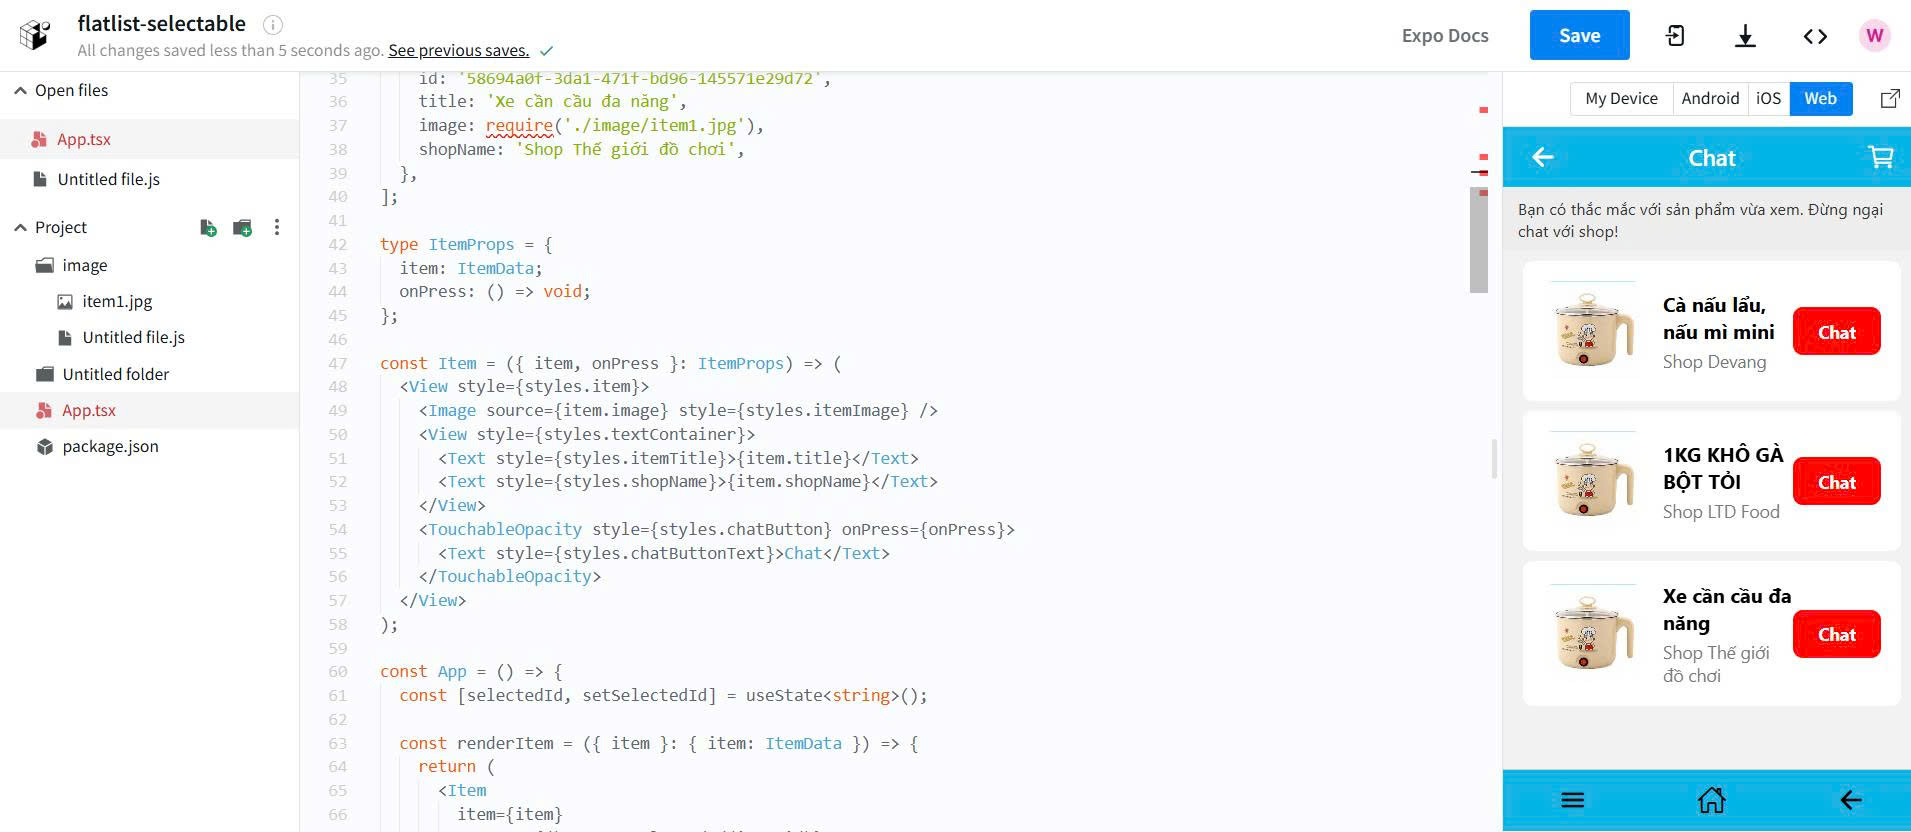 flatlist-selectable
All changes saved less than 5 seconds ago. See previous saves.
Expo Docs
Save
W
Open files
App.tsx
Untitled file.js
Project
image
item1.jpg
Untitled file.js
Untitled folder
App.tsx
package.json
35 id: '58694a0f-3da1-471f-bd96-145571e29d72',
36 title: 'Xe cần cầu đa năng',
37 image: require('./image/item1.jpg'),
38 shopName: 'Shop Thế giới đồ chơi',
39 },
40 ];
41
42 type ItemProps = {
43 item: ItemData;
44 onPress: () => void;
45 };
46
47 const Item = ({ item, onPress }: ItemProps) => (
48 <View style={styles.item}>
49 <Image source={item.image} style={styles.itemImage} />
50 <View style={styles.textContainer}>
51 <Text style={styles.itemTitle}>{item.title}</Text>
52 <Text style={styles.shopName}>{item.shopName}</Text>
53 </View>
54 <TouchableOpacity style={styles.chatButton} onPress={onPress}>
55 <Text style={styles.chatButtonText}>Chat</Text>
56 </TouchableOpacity>
57 </View>
58 );
59
60 const App = () => {
61 const [selectedId, setSelectedId] = useState<string>();
62
63 const renderItem = ({ item }: { item: ItemData }) => {
64 return (
65 <Item
66 item={item}
My Device
Android
iOS
Web
Chat
Bạn có thắc mắc với sản phẩm vừa xem. Đừng ngại
chat với shop!
Cà nấu lẩu,
nấu mì mini
Shop Devang
Chat
1KG KHÔ GÀ
BỘT TỎI
Shop LTD Food
Chat
Xe cần cầu đa
năng
Shop Thế giới
đồ chơi
Chat